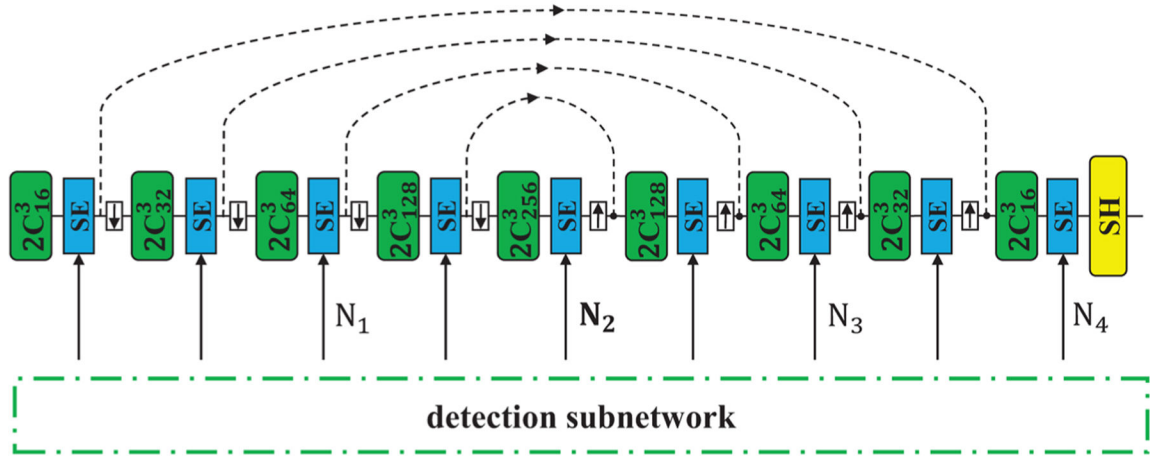 2C³₁₆ SE 2C³₃₂ SE 2C³₆₄ SE 2C³₁₂₈ SE 2C³₂₅₆ SE 2C³₁₂₈ SE 2C³₆₄ SE 2C³₃₂ SE 2C³₁₆ SE SH
N₁ N₂ N₃ N₄
detection subnetwork